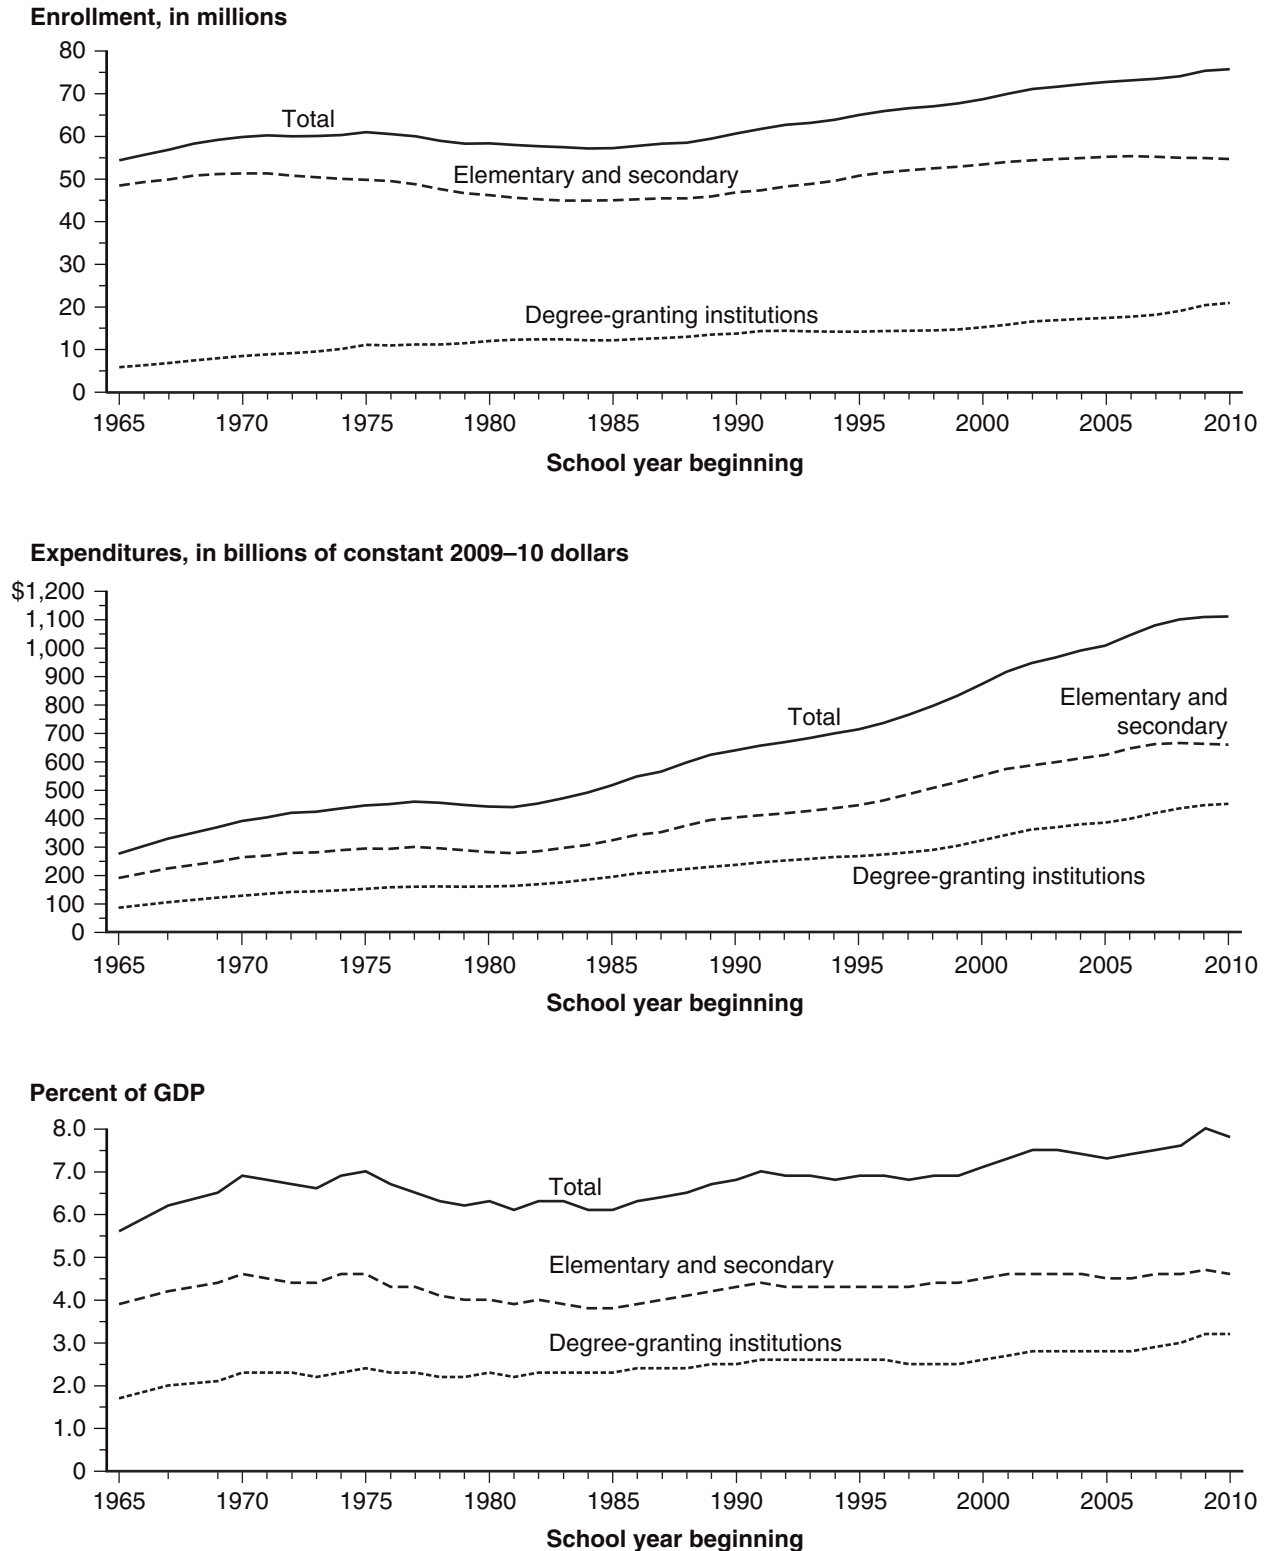 Enrollment, in millions
80
70
Total
60
Elementary and secondary
50
40
30
Degree-granting institutions
20
10
0
1965 1970 1975 1980 1985 1990 1995 2000 2005 2010
School year beginning
Expenditures, in billions of constant 2009–10 dollars
$1,200
1,100
1,000
900
Elementary and
800
Total
secondary
700
600
500
400
300
Degree-granting institutions
200
100
0
1965 1970 1975 1980 1985 1990 1995 2000 2005 2010
School year beginning
Percent of GDP
8.0
7.0
Total
6.0
5.0
Elementary and secondary
4.0
3.0
Degree-granting institutions
2.0
1.0
0
1965 1970 1975 1980 1985 1990 1995 2000 2005 2010
School year beginning